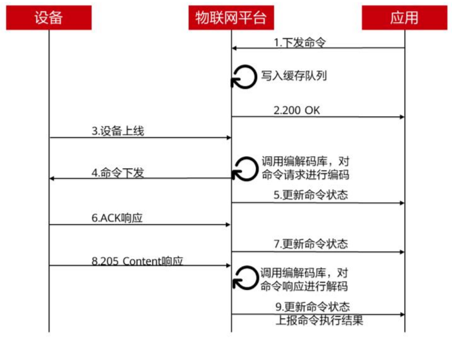 设备
物联网平台
应用
1.下发命令
写入缓存队列
2.200 OK
3.设备上线
调用编解码库，对
命令请求进行编码
4.命令下发
5.更新命令状态
6.ACK响应
7.更新命令状态
8.205 Content响应
调用编解码库，对
命令响应进行解码
9.更新命令状态
上报命令执行结果